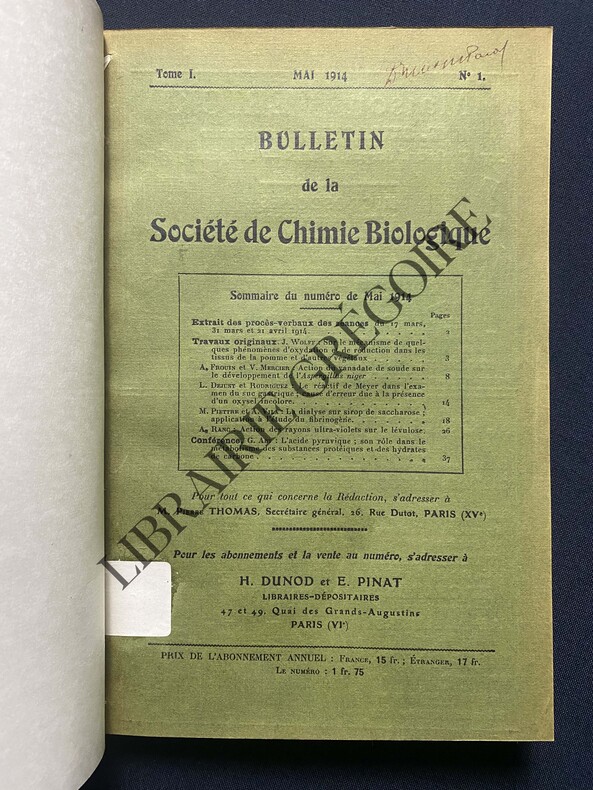 Tome I. MAI 1914 Nº 1.
BULLETIN
de la
Société de Chimie Biologique
Sommaire du numéro de Mai 1914
Pages
Extrait des procès-verbaux des séances du 17 mars,
31 mars et 21 avril 1914.
Travaux originaux. J. WOLFF. Sur le mécanisme de quel-
ques phénomènes d'oxydation et de réduction dans les
tissus de la pomme et d'autres végétaux 3
A. FROUIN et V. MERCIER. Action du vanadate de soude sur
le développement de l'Aspergillus niger 8
L. et RODRIGUEZ. Le réactif de Meyer dans l'exa-
men du suc gastrique; cause d'erreur due à la présence
d'un oxysel incolore. 14
M. PIETTRE et La dialyse sur sirop de saccharose;
application à l'étude du fibrinogène. 18
A. RANC. Action des rayons ultra-violets sur le lévulose. 26
Conférence. L'acide pyruvique; son rôle dans le
métabolisme des substances protéiques et des hydrates
de carbone 37
Pour tout ce qui concerne la Rédaction, s'adresser à
M. Pierre THOMAS, Secrétaire général, 26, Rue Dutot, PARIS (XVe)
Pour les abonnements et la vente au numéro, s'adresser à
H. DUNOD et E. PINAT
LIBRAIRES-DÉPOSITAIRES
47 et 49, Quai des Grands-Augustins
PARIS (VIe)
PRIX DE L'ABONNEMENT ANNUEL : FRANCE, 15 fr. ; ÉTRANGER, 17 fr.
LE NUMÉRO : 1 fr. 75
LIBRAIRIE GRÉGOIRE